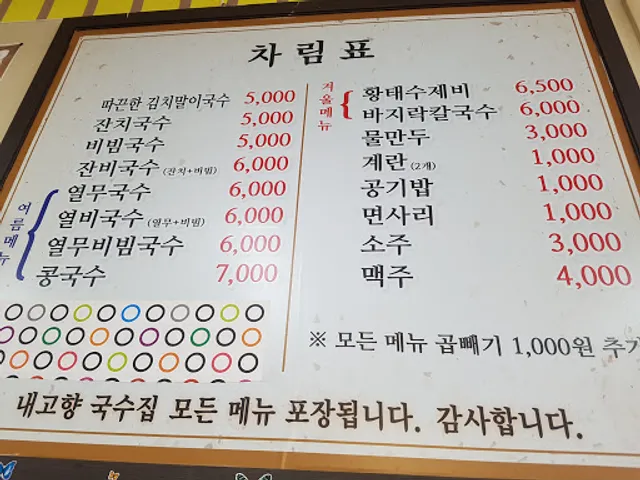 차림표
따끈한 김치말이국수 5,000
잔치국수 5,000
비빔국수 5,000
잔비국수 (잔치+비빔) 6,000
여름메뉴
열무국수 6,000
열비국수 (열무+비빔) 6,000
열무비빔국수 6,000
콩국수 7,000
겨울메뉴
황태수제비 6,500
바지락칼국수 6,000
물만두 3,000
계란 (2개) 1,000
공기밥 1,000
면사리 1,000
소주 3,000
맥주 4,000
※ 모든 메뉴 곱빼기 1,000원 추가
내고향 국수집 모든 메뉴 포장됩니다. 감사합니다.